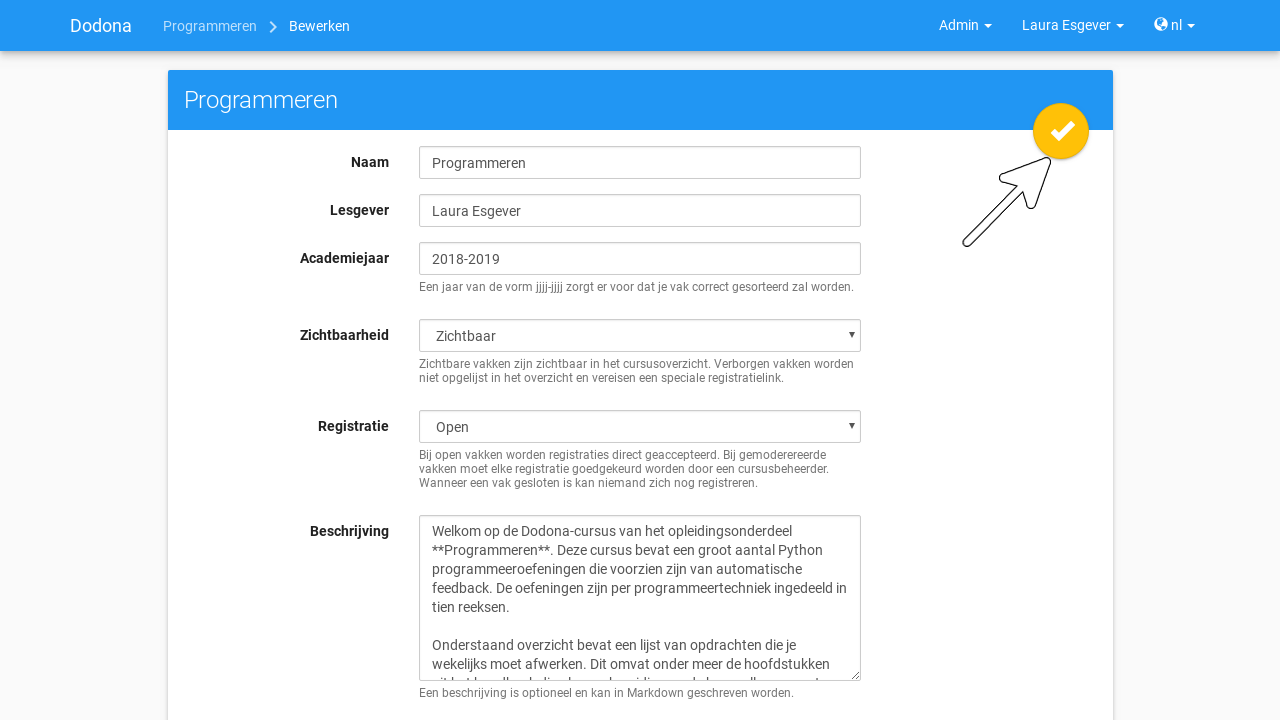 Dodona Programmeren Bewerken Admin Laura Esgever nl
Programmeren
Naam Programmeren
Lesgever Laura Esgever
Academiejaar 2018-2019
Een jaar van de vorm jjjj-jjjj zorgt er voor dat je vak correct gesorteerd zal worden.
Zichtbaarheid Zichtbaar
Zichtbare vakken zijn zichtbaar in het cursusoverzicht. Verborgen vakken worden
niet opgelijst in het overzicht en vereisen een speciale registratielink.
Registratie Open
Bij open vakken worden registraties direct geaccepteerd. Bij gemoderereerde
vakken moet elke registratie goedgekeurd worden door een cursusbeheerder.
Wanneer een vak gesloten is kan niemand zich nog registreren.
Beschrijving Welkom op de Dodona-cursus van het opleidingsonderdeel
**Programmeren**. Deze cursus bevat een groot aantal Python
programmeeroefeningen die voorzien zijn van automatische
feedback. De oefeningen zijn per programmeertechniek ingedeeld in
tien reeksen.
Onderstaand overzicht bevat een lijst van opdrachten die je
wekelijks moet afwerken. Dit omvat onder meer de hoofdstukken
Een beschrijving is optioneel en kan in Markdown geschreven worden.